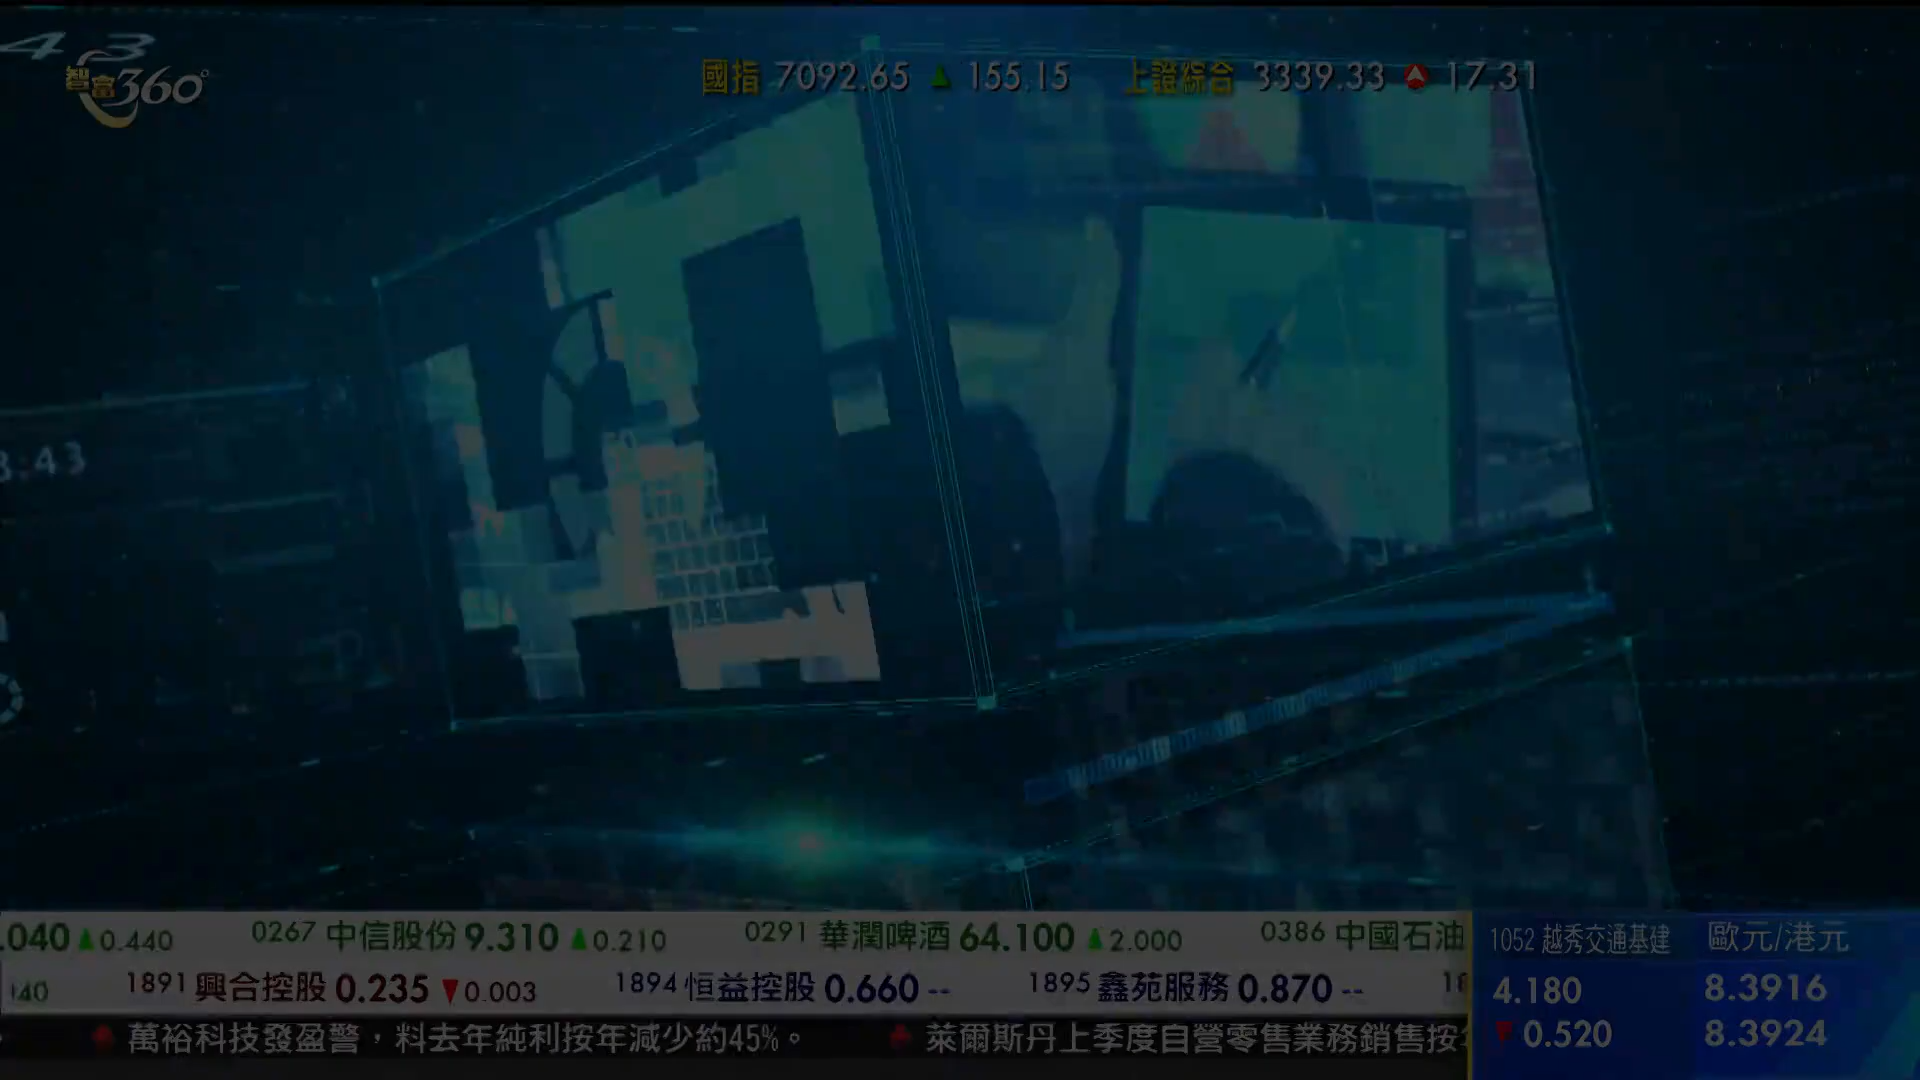 43
智富360°
國指 7092.65 ▲ 155.15 上證綜合 3339.33 17.31
3:43
.040 ▲ 0.440 0267 中信股份 9.310 ▲ 0.210 0291 華潤啤酒 64.100 ▲ 2.000 0386 中國石油
40 1891 興合控股 0.235 ▼ 0.003 1894 恒益控股 0.660 -- 1895 鑫苑服務 0.870 --
萬裕科技發盈警，料去年純利按年減少約45%。 萊爾斯丹上季度自營零售業務銷售按
1052 越秀交通基建
4.180
▼ 0.520
歐元/港元
8.3916
8.3924